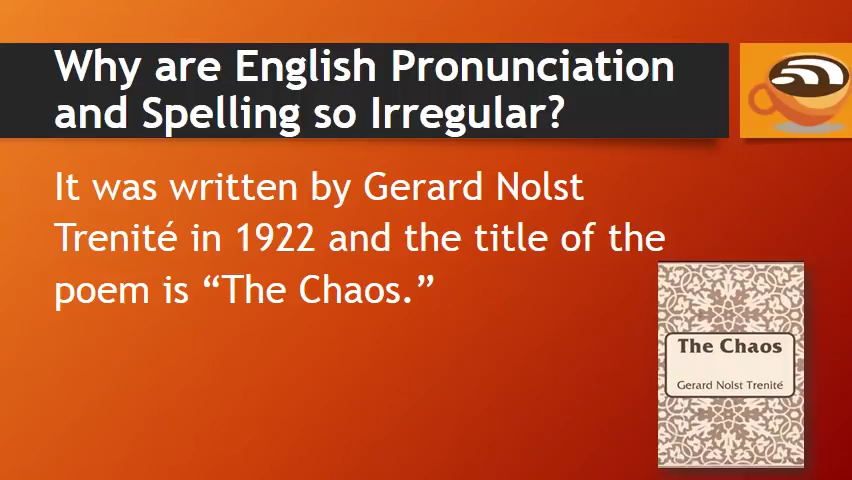 Why are English Pronunciation
and Spelling so Irregular?
It was written by Gerard Nolst
Trenité in 1922 and the title of the
poem is “The Chaos.”
The Chaos
Gerard Nolst Trenité